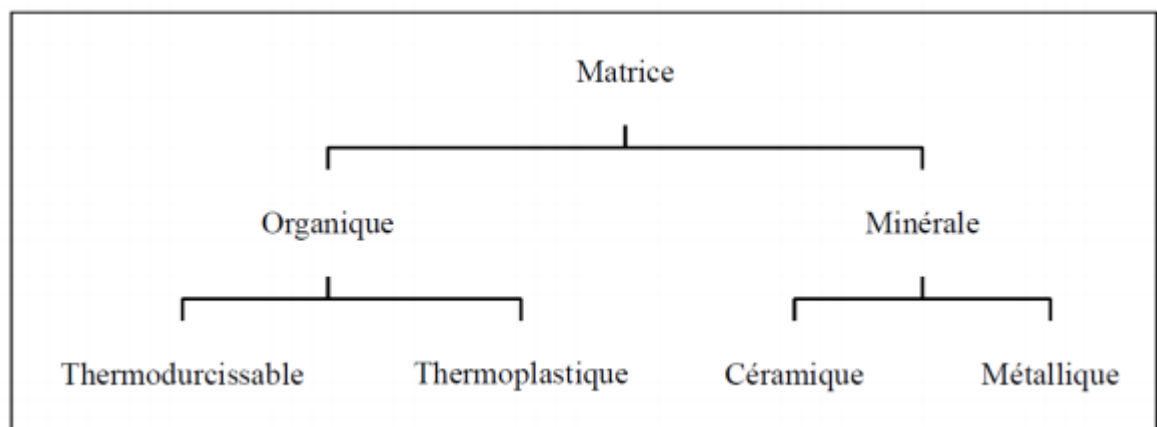 Matrice
Organique Minérale
Thermodurcissable Thermoplastique Céramique Métallique